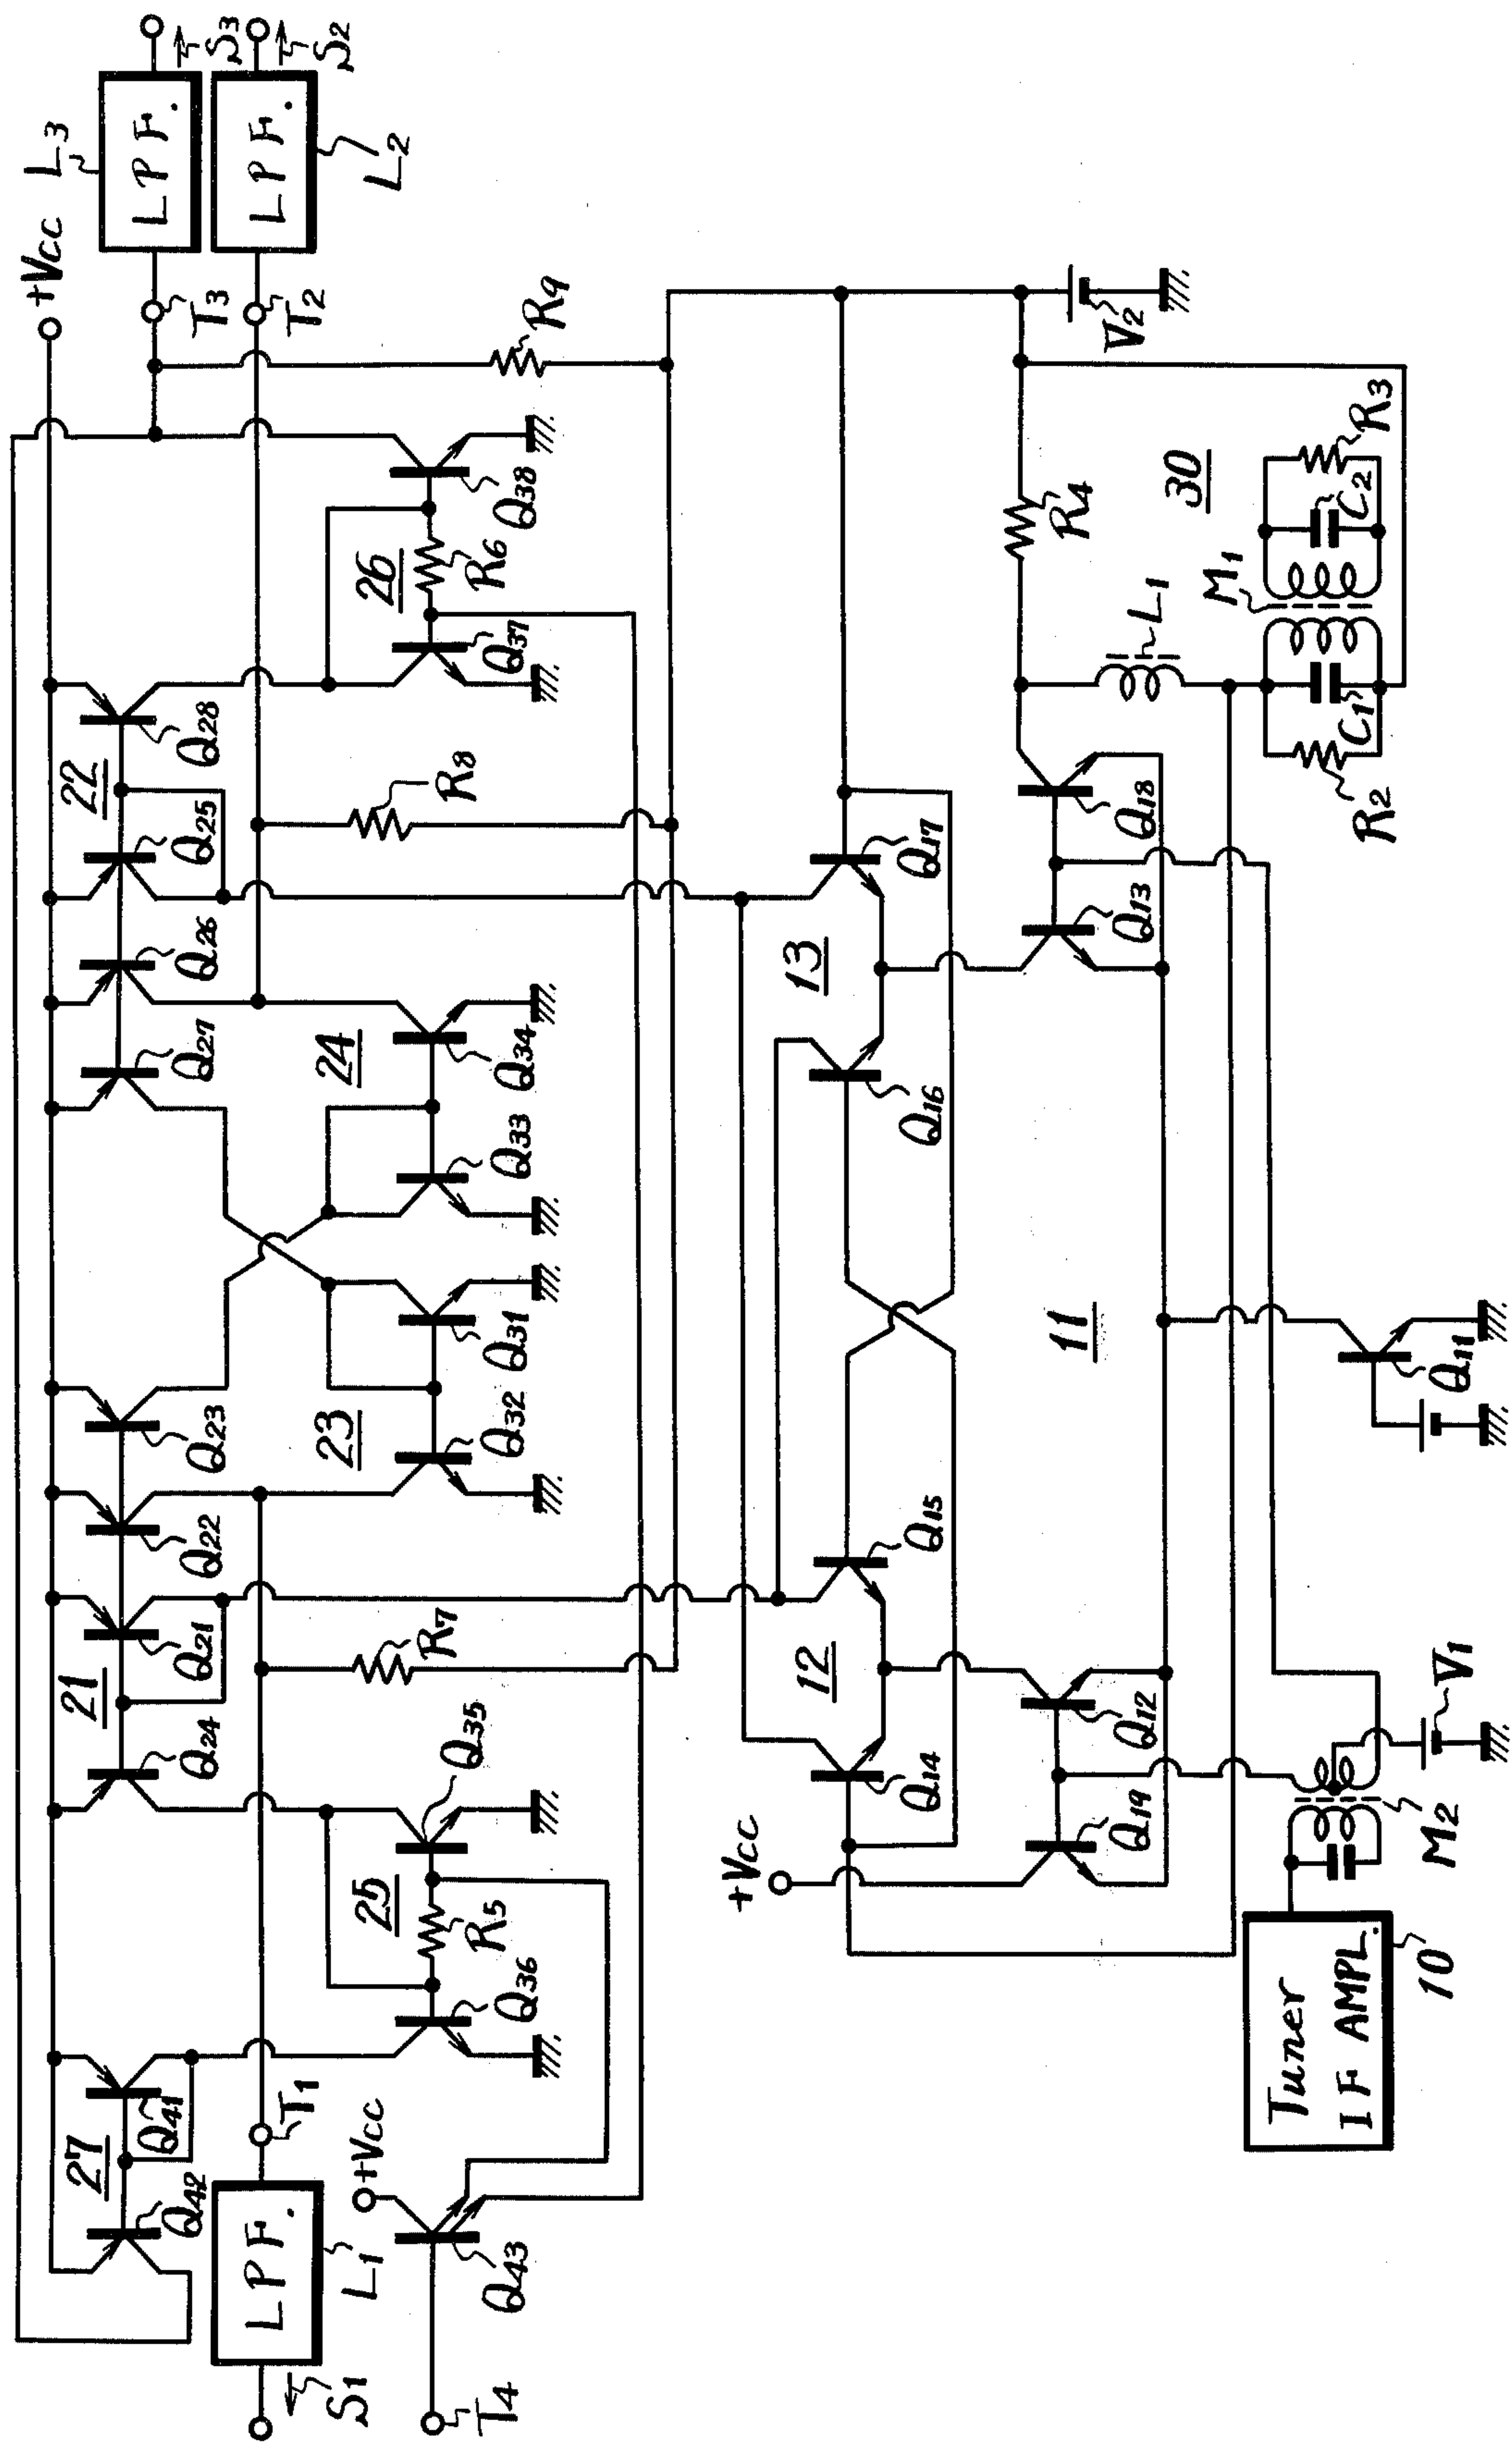 +Vcc
L3
LPF.
S3
LPF.
S2
L2
T3
T2
R9
V2
Q38
R6
26
Q37
Q28
22
Q25
Q26
Q27
R8
24
Q34
Q33
Q31
23
Q32
Q23
Q22
Q21
21
Q24
R7
Q35
25
R5
Q36
Q41
27
Q42
T1
+Vcc
LPF.
L1
S1
Q43
T4
R4
30
R3
C2
M1
L1
C1
R2
Q18
Q17
Q13
13
Q16
11
Q11
Q15
12
Q12
Q14
Q19
+Vcc
V1
M2
Tuner
IF AMPL.
10